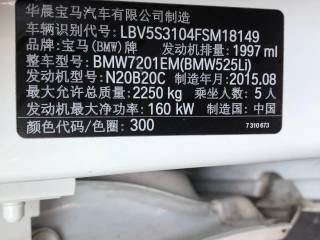 华晨宝马汽车有限公司制造
车辆识别代号: LBV5S3104FSM18149
品牌: 宝马(BMW)牌 发动机排量: 1997 ml
整车型号: BMW7201EM(BMW525Li)
发动机型号: N20B20C 制造年月: 2015.08
最大允许总质量: 2250 kg 乘坐人数: 5 人
发动机最大净功率: 160 kW 制造国: 中国
颜色代码/色圈: 300
7 310 673